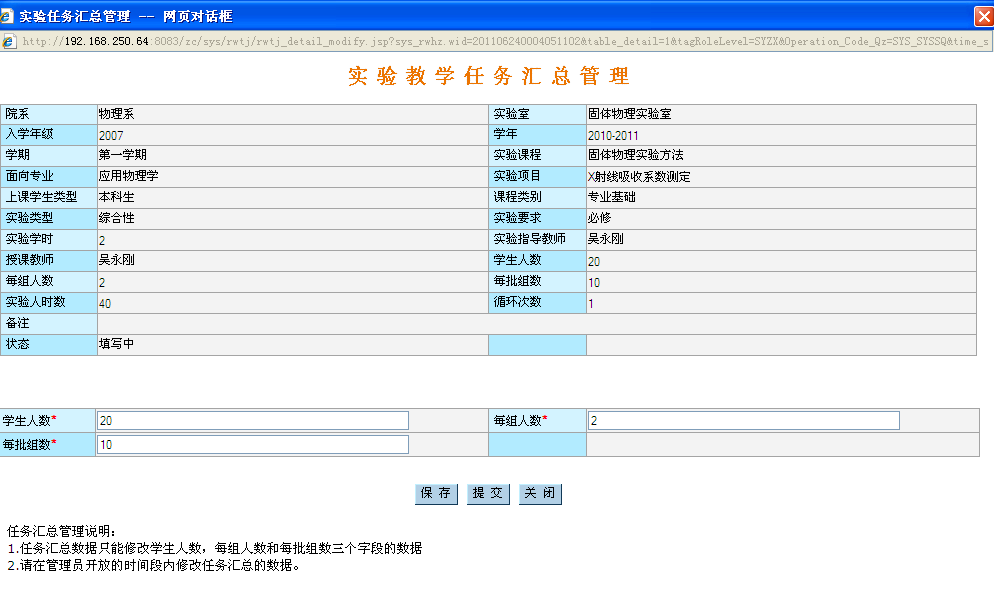 实验任务汇总管理 -- 网页对话框
http://192.168.250.64:8083/zc/sys/rwtj/rwtj_detail_modify.jsp?sys_rwhz.wid=201106240004051102&table_detail=1&tagRoleLevel=SYZX&Operation_Code_Qz=SYS_SYSSQ&time_s
实验教学任务汇总管理
院系 物理系 实验室 固体物理实验室
入学年级 2007 学年 2010-2011
学期 第一学期 实验课程 固体物理实验方法
面向专业 应用物理学 实验项目 X射线吸收系数测定
上课学生类型 本科生 课程类别 专业基础
实验类型 综合性 实验要求 必修
实验学时 2 实验指导教师 吴永刚
授课教师 吴永刚 学生人数 20
每组人数 2 每批组数 10
实验人时数 40 循环次数 1
备注
状态 填写中
学生人数* 20 每组人数* 2
每批组数* 10
保 存 提 交 关 闭
任务汇总管理说明:
1.任务汇总数据只能修改学生人数，每组人数和每批组数三个字段的数据
2.请在管理员开放的时间段内修改任务汇总的数据。